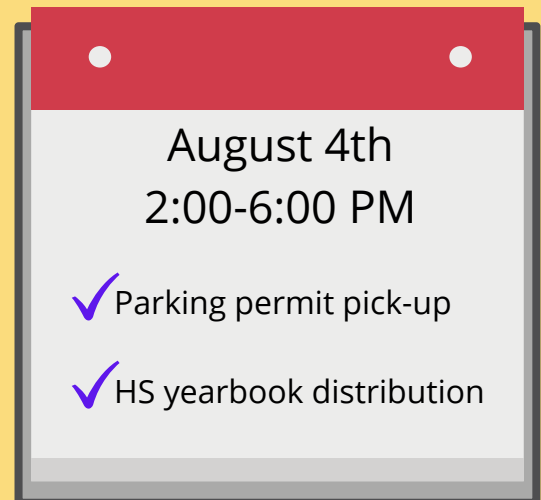 August 4th
2:00-6:00 PM
Parking permit pick-up
HS yearbook distribution